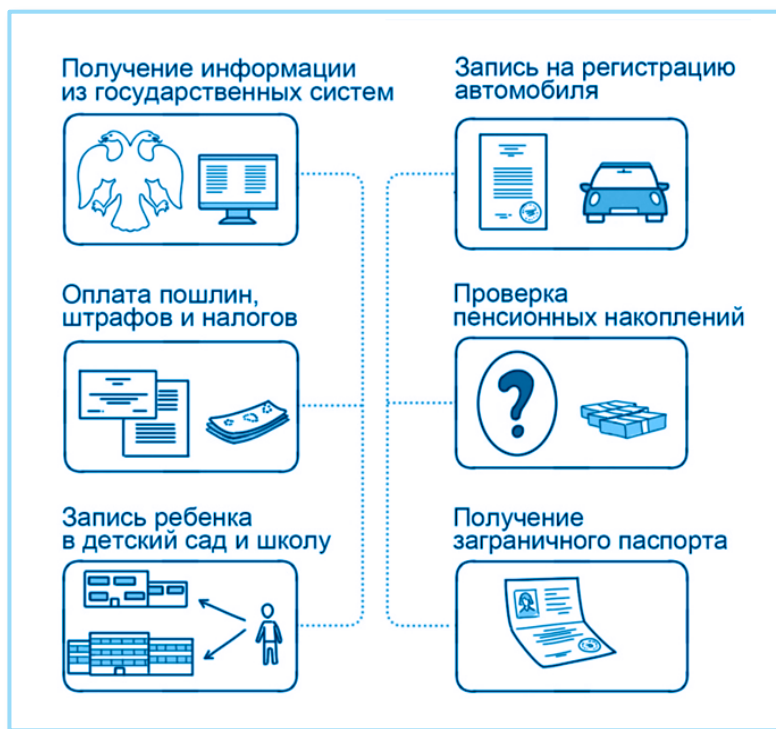 Получение информации
из государственных систем
Запись на регистрацию
автомобиля
Оплата пошлин,
штрафов и налогов
Проверка
пенсионных накоплений
Запись ребенка
в детский сад и школу
Получение
заграничного паспорта